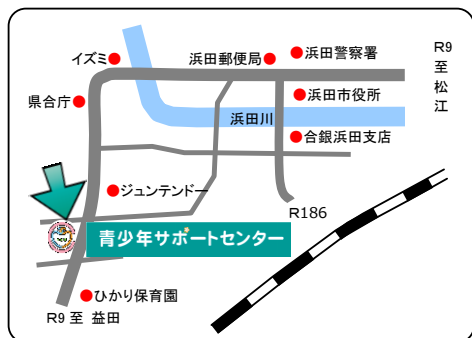 イズミ
浜田郵便局
浜田警察署
R9
至
松
江
県合庁
浜田市役所
浜田川
合銀浜田支店
ジュンテンドー
R186
青少年サポートセンター
ひかり保育園
R9 至 益田